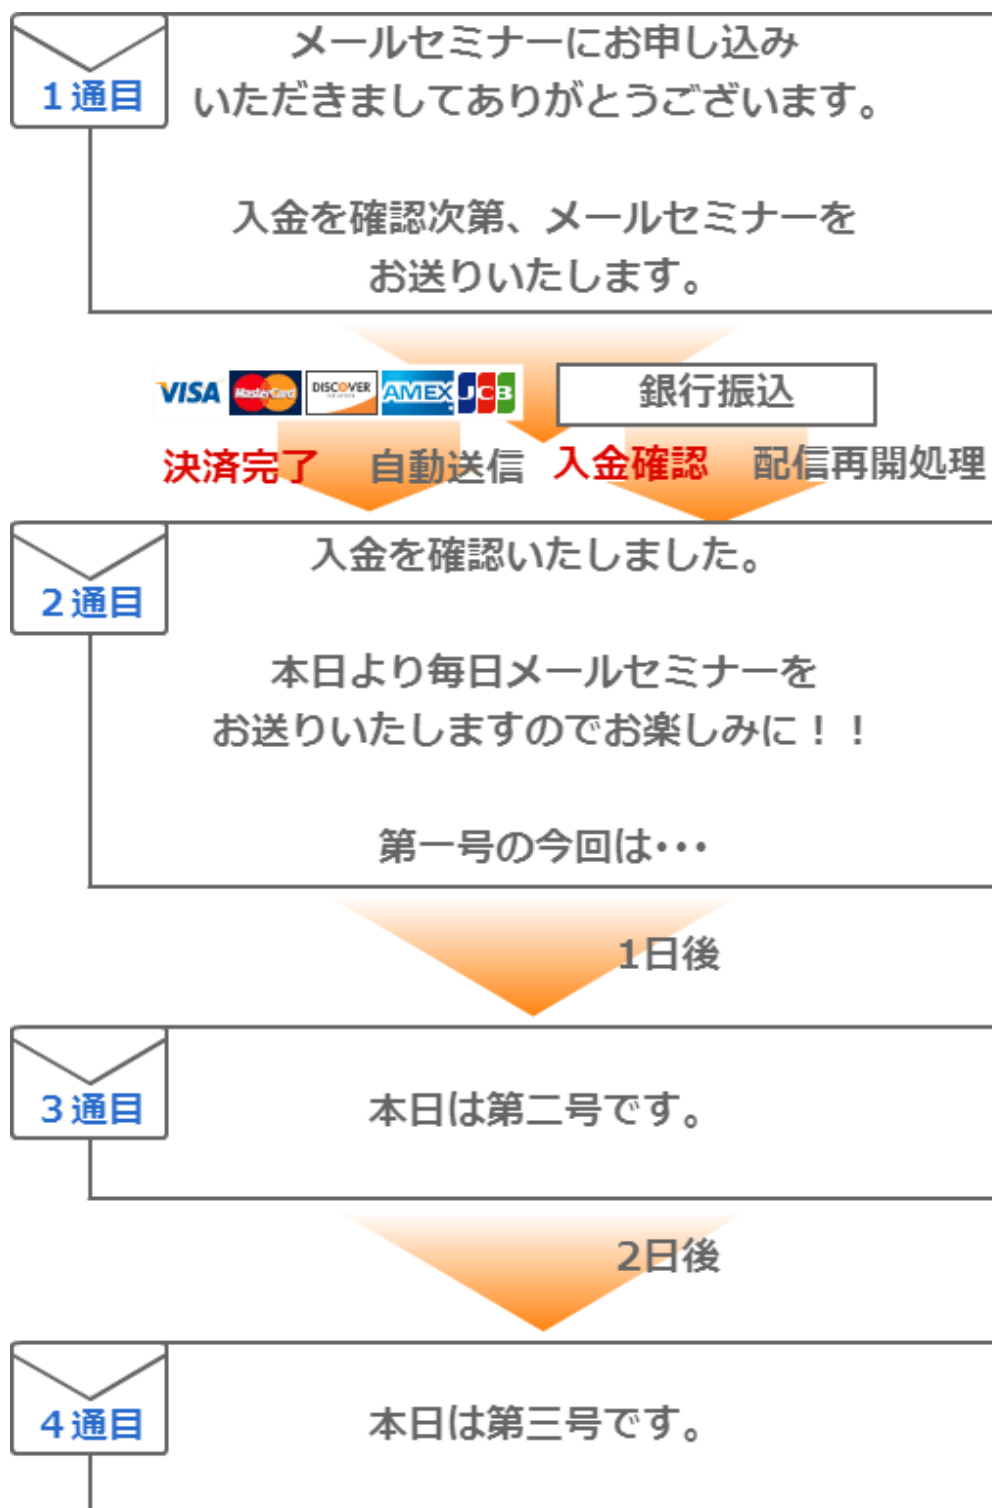 1通目
メールセミナーにお申し込み
いただきましてありがとうございます。
入金を確認次第、メールセミナーを
お送りいたします。
VISA MasterCard DISCOVER AMEX JCB
銀行振込
決済完了 自動送信 入金確認 配信再開処理
2通目
入金を確認いたしました。
本日より毎日メールセミナーを
お送りいたしますのでお楽しみに！！
第一号の今回は･･･
1日後
3通目
本日は第二号です。
2日後
4通目
本日は第三号です。